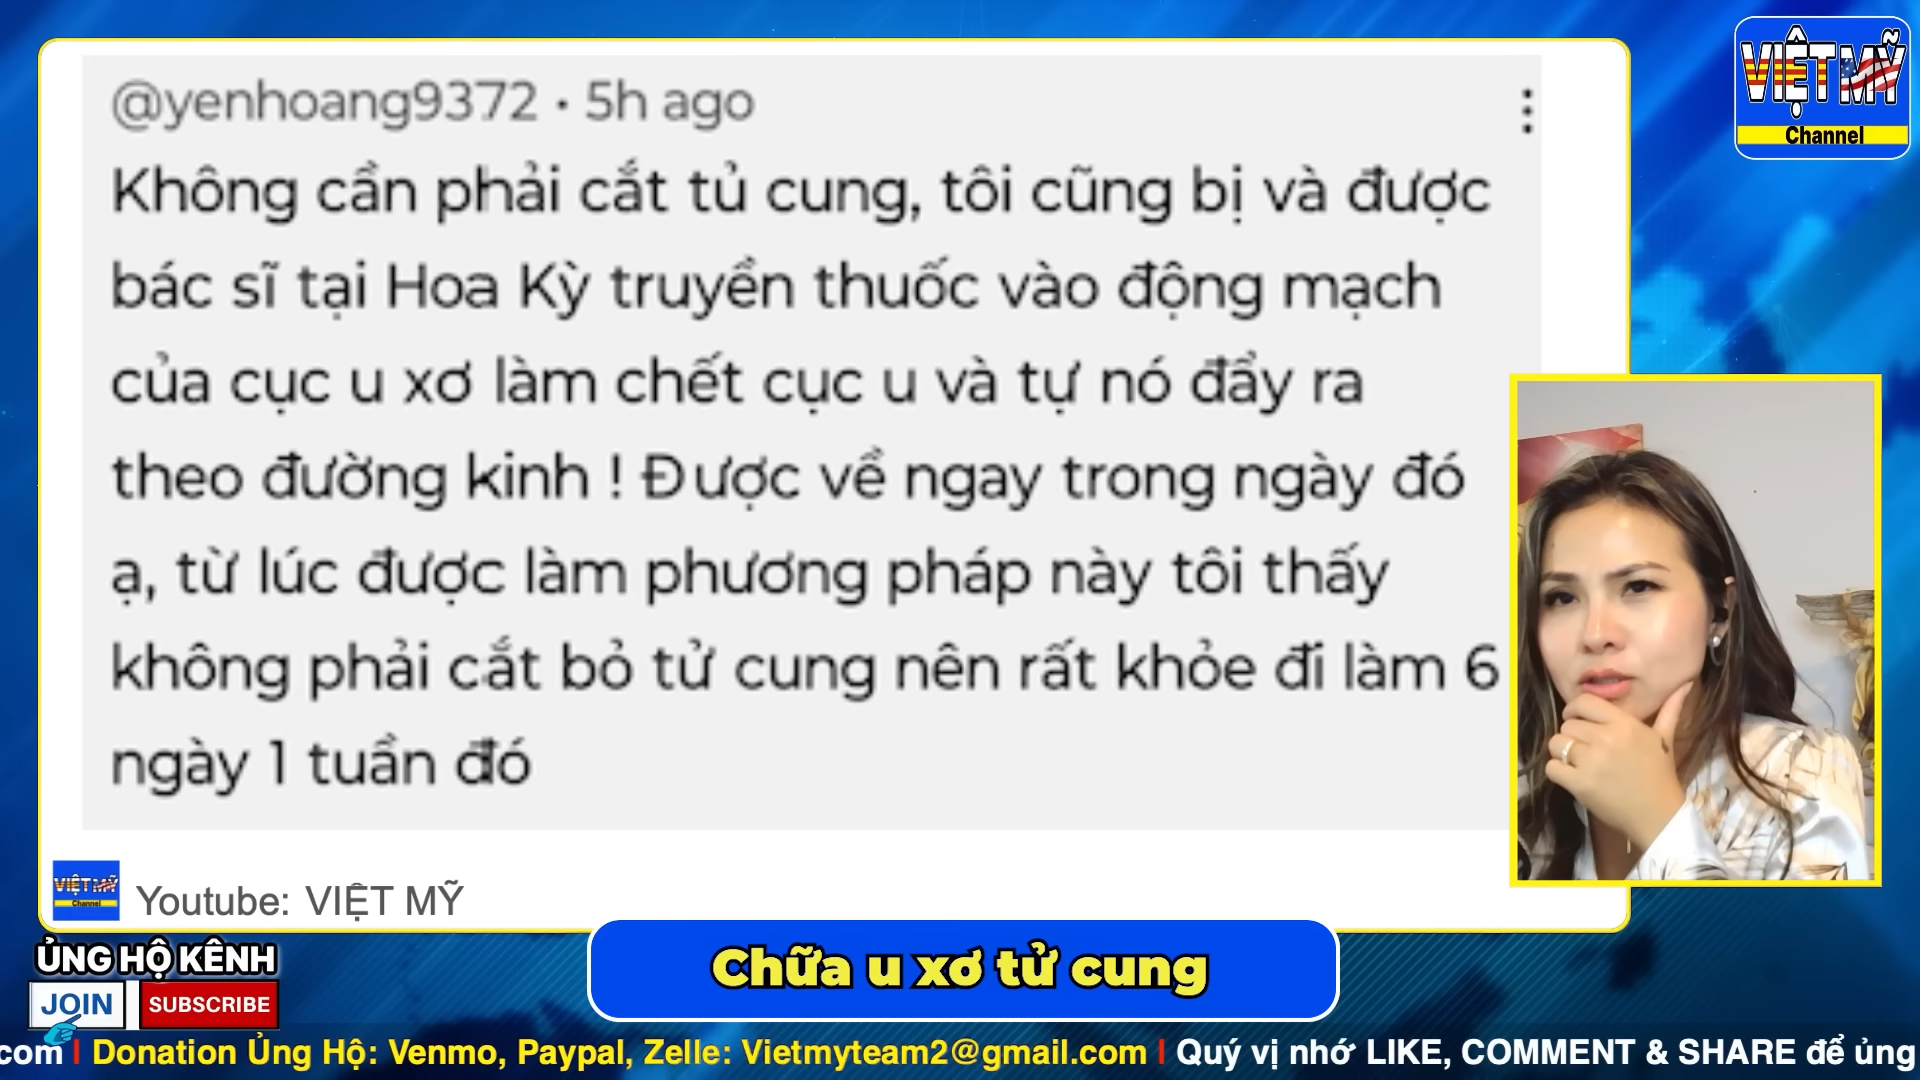 @yenhoang9372 • 5h ago
Không cần phải cắt tủ cung, tôi cũng bị và được
bác sĩ tại Hoa Kỳ truyền thuốc vào động mạch
của cục u xơ làm chết cục u và tự nó đẩy ra
theo đường kinh ! Được về ngay trong ngày đó
ạ, từ lúc được làm phương pháp này tôi thấy
không phải cắt bỏ tử cung nên rất khỏe đi làm 6
ngày 1 tuần đó
VIỆT MỸ
Channel
VIỆT MỸ
Channel
Youtube: VIỆT MỸ
Chữa u xơ tử cung
ỦNG HỘ KÊNH
JOIN
SUBSCRIBE
com | Donation Ủng Hộ: Venmo, Paypal, Zelle: Vietmyteam2@gmail.com | Quý vị nhớ LIKE, COMMENT & SHARE để ủng